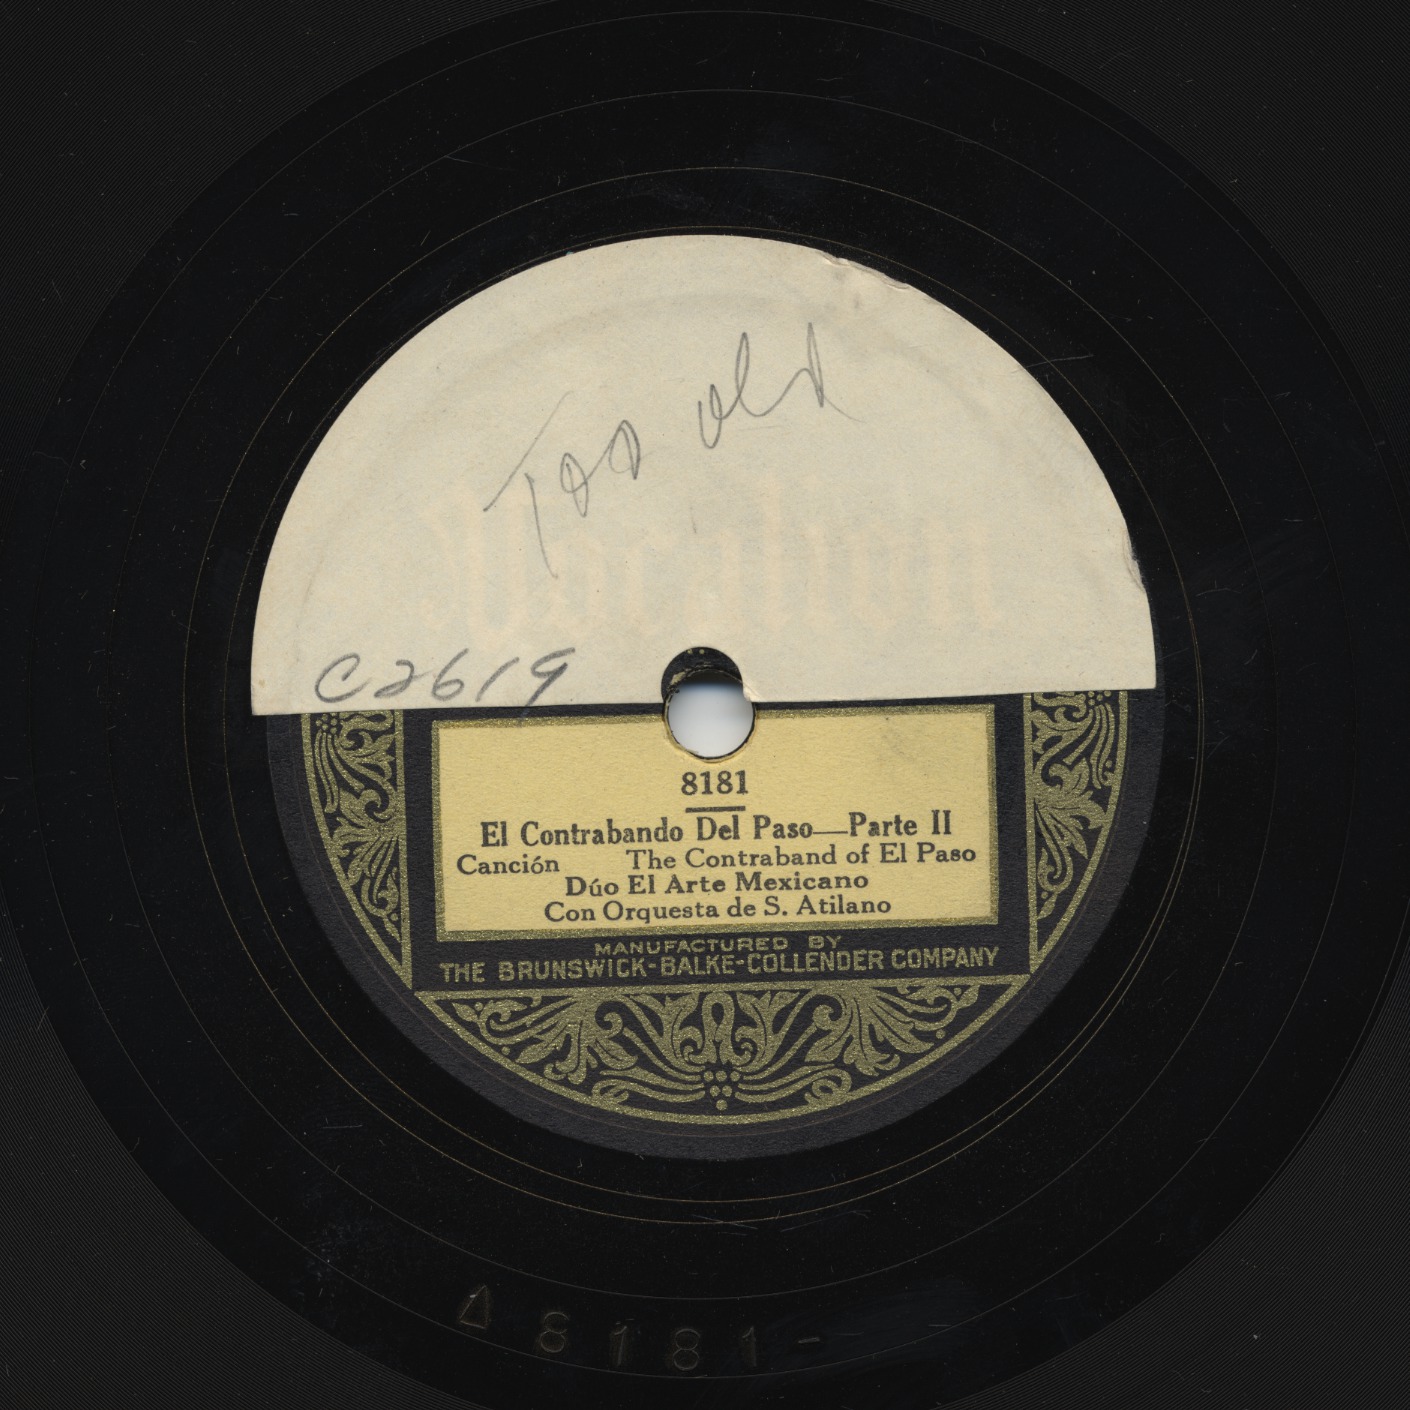 Too old
Vocalion
C2619
8181
El Contrabando Del Paso—Parte II
Canción The Contraband of El Paso
Dúo El Arte Mexicano
Con Orquesta de S. Atilano
MANUFACTURED BY
THE BRUNSWICK-BALKE-COLLENDER COMPANY
8181-